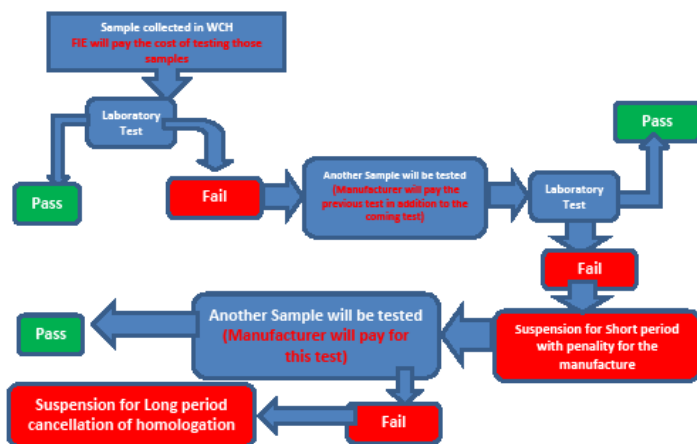 Sample collected in WCH
FIE will pay the cost of testing those
samples
Laboratory
Test
Pass
Fail
Another Sample will be tested
(Manufacturer will pay the
previous test in addition to the
coming test)
Laboratory
Test
Pass
Fail
Suspension for Short period
with penality for the
manufacture
Another Sample will be tested
(Manufacturer will pay for
this test)
Pass
Fail
Suspension for Long period
cancellation of homologation